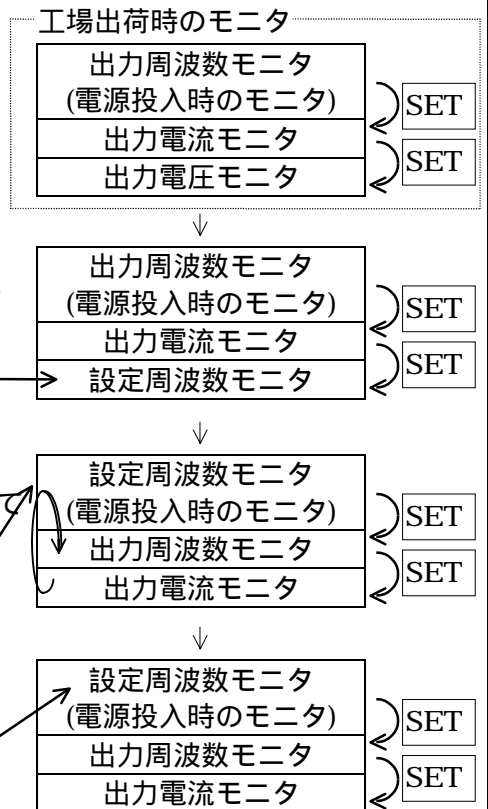 工場出荷時のモニタ
出力周波数モニタ
(電源投入時のモニタ)
SET
出力電流モニタ
SET
出力電圧モニタ
出力周波数モニタ
(電源投入時のモニタ)
SET
出力電流モニタ
SET
設定周波数モニタ
設定周波数モニタ
(電源投入時のモニタ)
SET
出力周波数モニタ
SET
出力電流モニタ
設定周波数モニタ
(電源投入時のモニタ)
SET
出力周波数モニタ
SET
出力電流モニタ